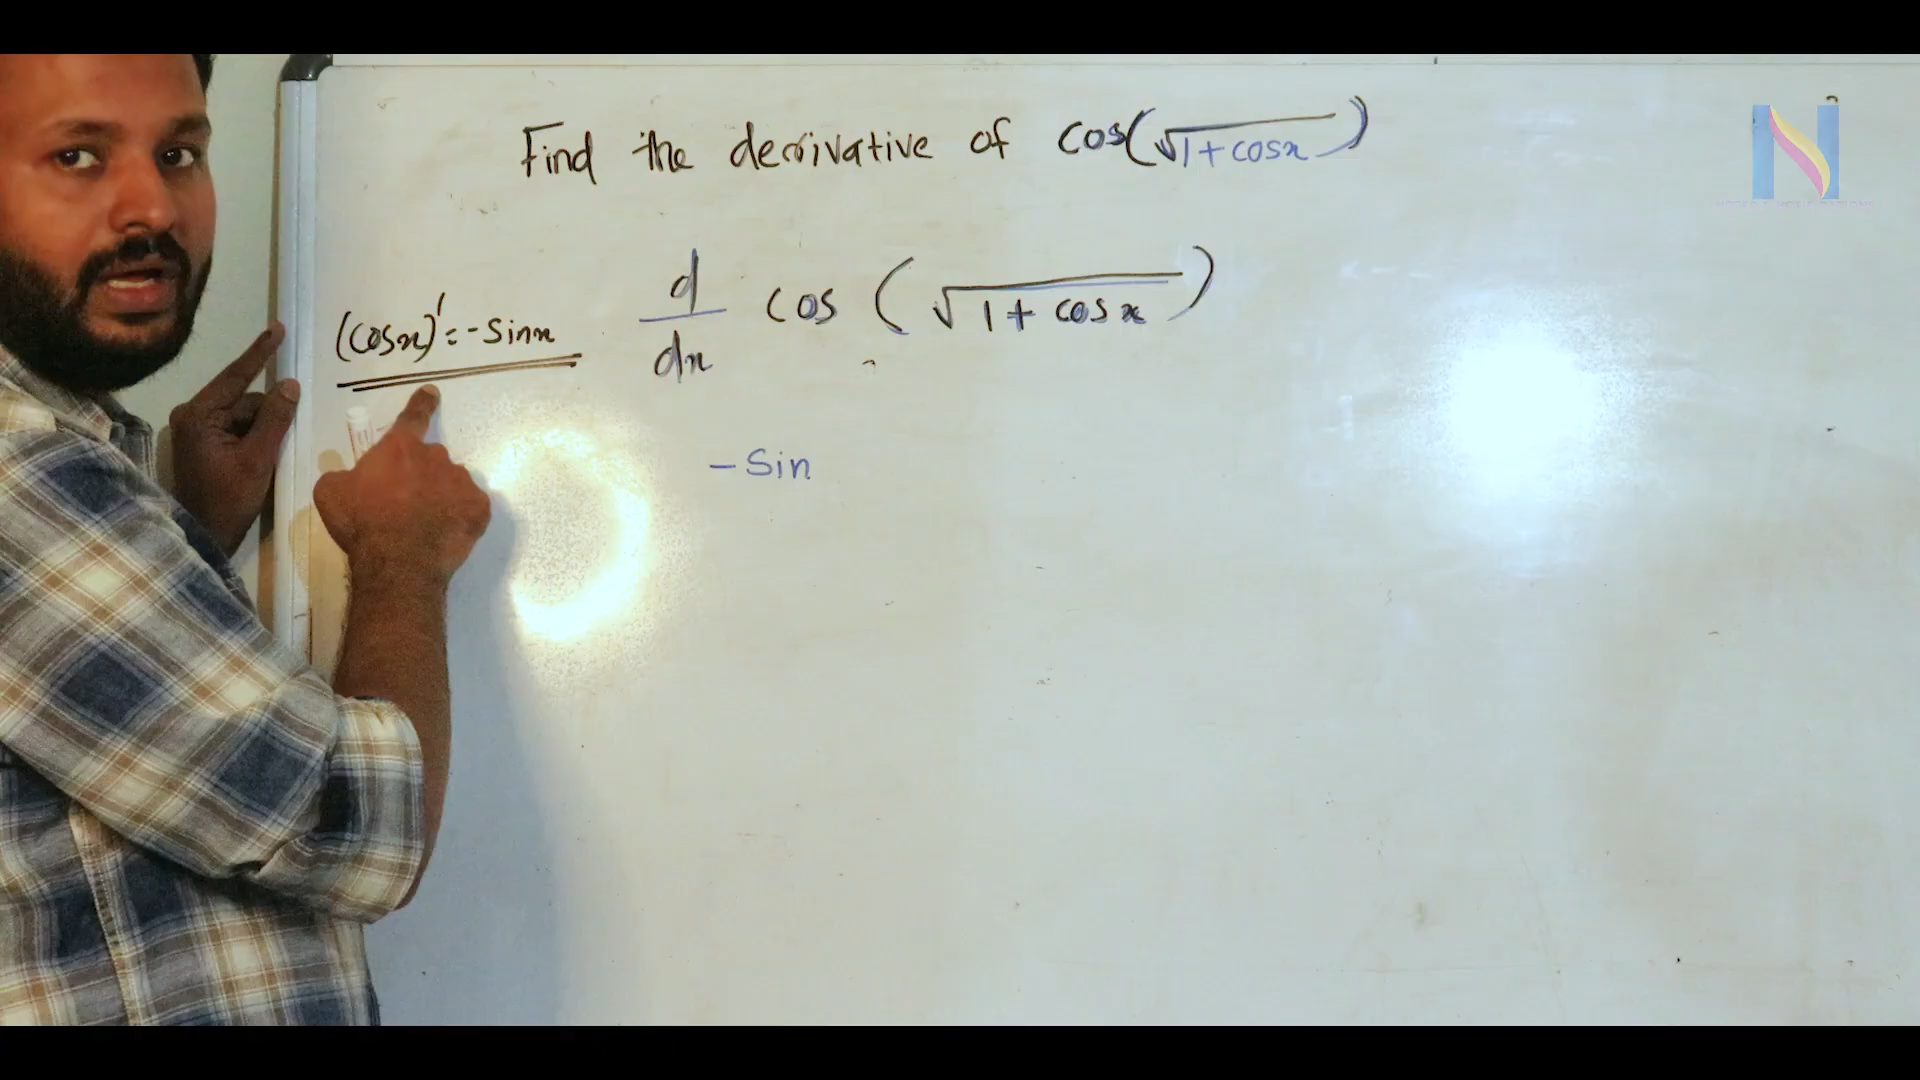 Find the derivative of cos(√1+cosx)
d/dx cos (√1+cosx)
(cosx)' = -sinx
-Sin